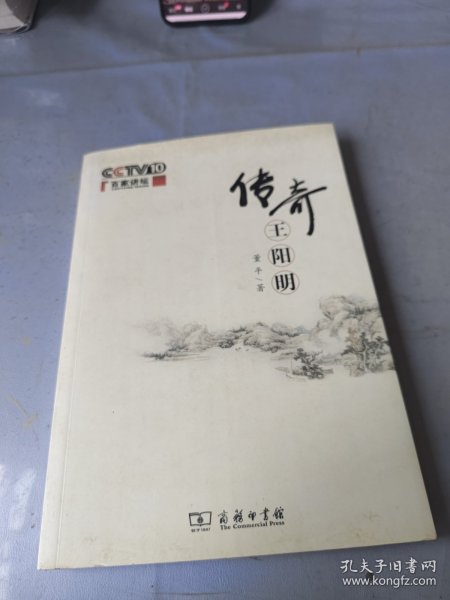 CCTV10
百家讲坛
传奇
王阳明
董平/著
商务印书馆
The Commercial Press
孔夫子旧书网
www.kongfz.com